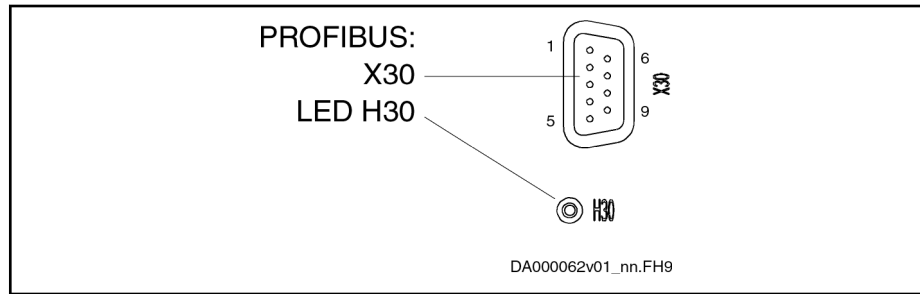 PROFIBUS:
X30
LED H30
1
6
5
9
X30
H30
DA000062v01_nn.FH9